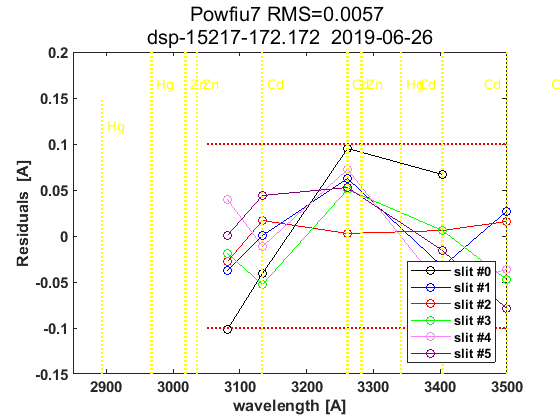 Powfiu7 RMS=0.0057
dsp-15217-172.172 2019-06-26
0.2
0.15
0.1
0.05
0
-0.05
-0.1
-0.15
Residuals [A]
Hg
Hg
Zn
Zn
Cd
Cd
Zn
Hg
Cd
Cd
slit #0
slit #1
slit #2
slit #3
slit #4
slit #5
2900 3000 3100 3200 3300 3400 3500
wavelength [A]